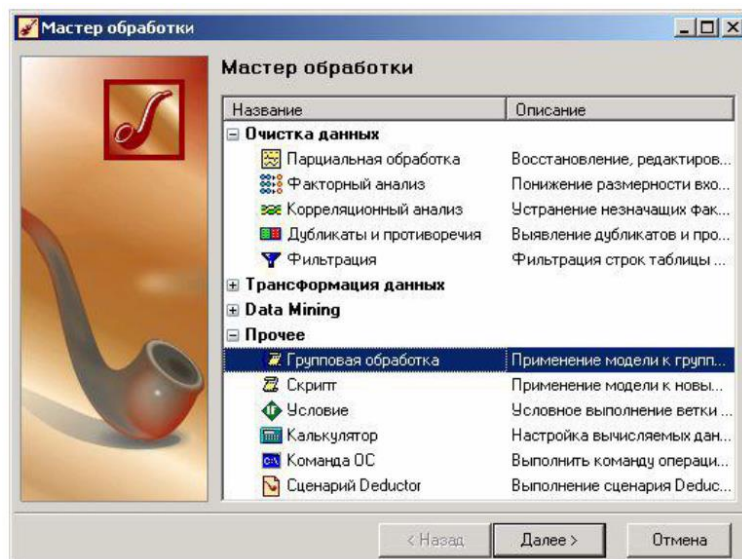 Мастер обработки
Мастер обработки
Название Описание
Очистка данных
Парциальная обработка Восстановление, редактиров...
Факторный анализ Понижение размерности вхо...
Корреляционный анализ Устранение незначащих фак...
Дубликаты и противоречия Выявление дубликатов и про...
Фильтрация Фильтрация строк таблицы ...
Трансформация данных
Data Mining
Прочее
Групповая обработка Применение модели к групп...
Скрипт Применение модели к новы...
Условие Условное выполнение ветки ...
Калькулятор Настройка вычисляемых дан...
Команда ОС Выполнить команду операци...
Сценарий Deductor Выполнение сценария Deduc...
< Назад Далее > Отмена